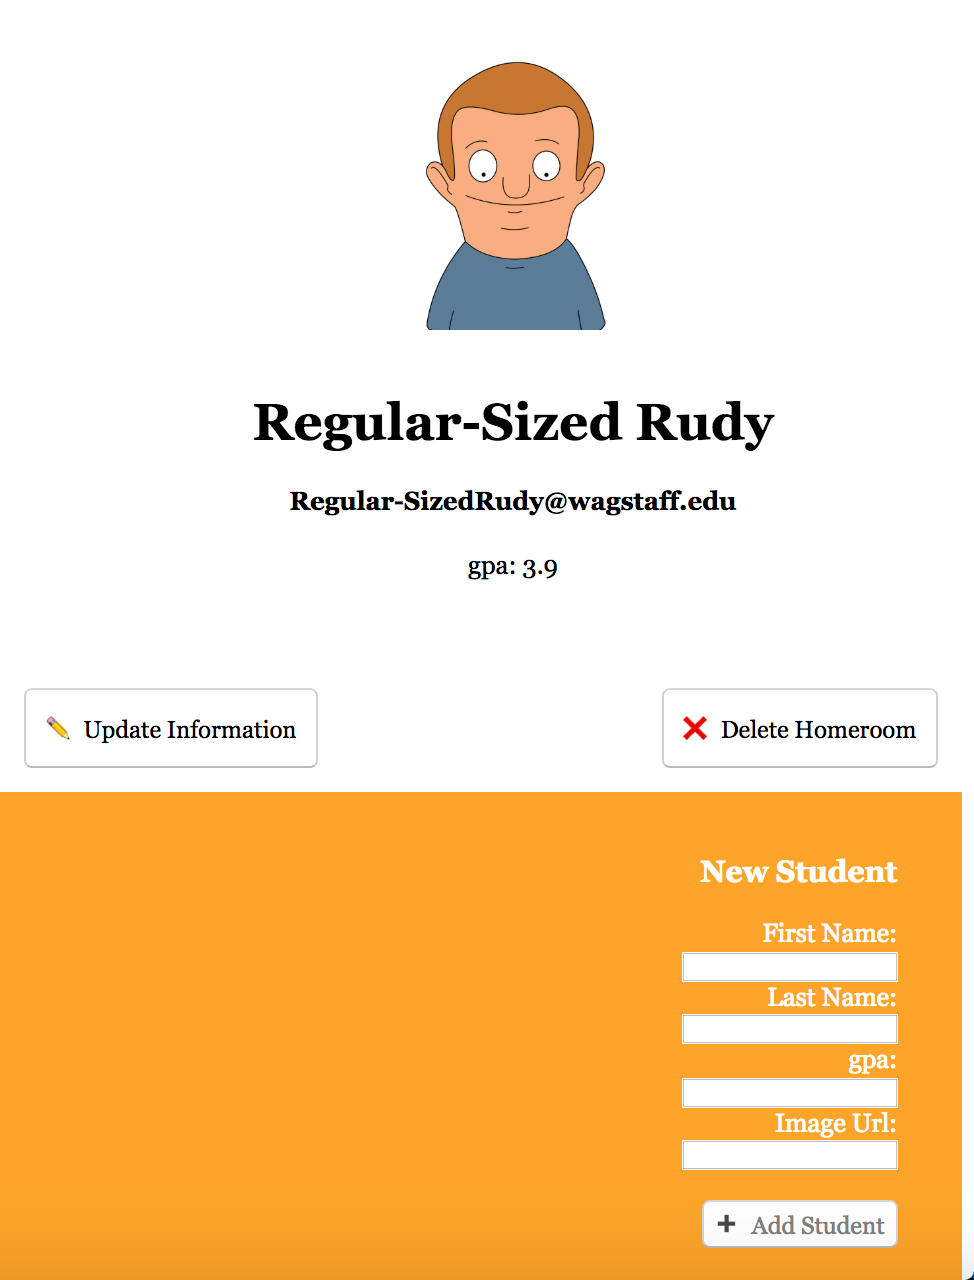 Regular-Sized Rudy
Regular-SizedRudy@wagstaff.edu
gpa: 3.9
Update Information
Delete Homeroom
New Student
First Name:
Last Name:
gpa:
Image Url:
Add Student